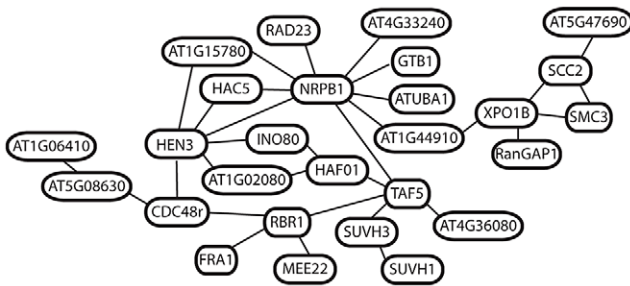 RAD23
AT4G33240
AT5G47690
AT1G15780
GTB1
SCC2
HAC5
NRPB1
ATUBA1
XPO1B
SMC3
HEN3
INO80
AT1G44910
RanGAP1
AT1G06410
AT1G02080
HAF01
AT5G08630
TAF5
CDC48r
RBR1
SUVH3
AT4G36080
FRA1
MEE22
SUVH1